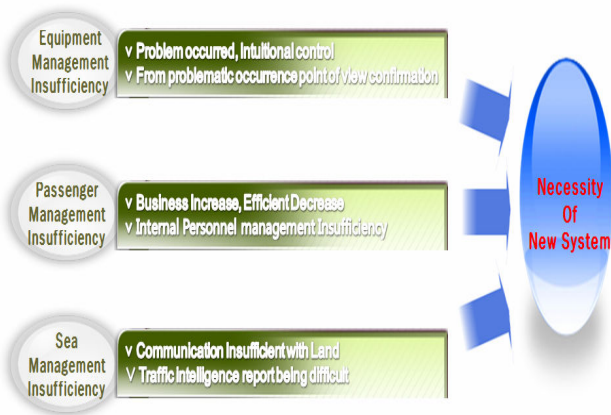 Equipment
Management
Insufficiency
v Problem occurred, Intuitional control
v From problematic occurrence point of view confirmation
Passenger
Management
Insufficiency
v Business Increase, Efficient Decrease
v Internal Personnel management Insufficiency
Sea
Management
Insufficiency
v Communication Insufficient with Land
V Traffic intelligence report being difficult
Necessity
Of
New System